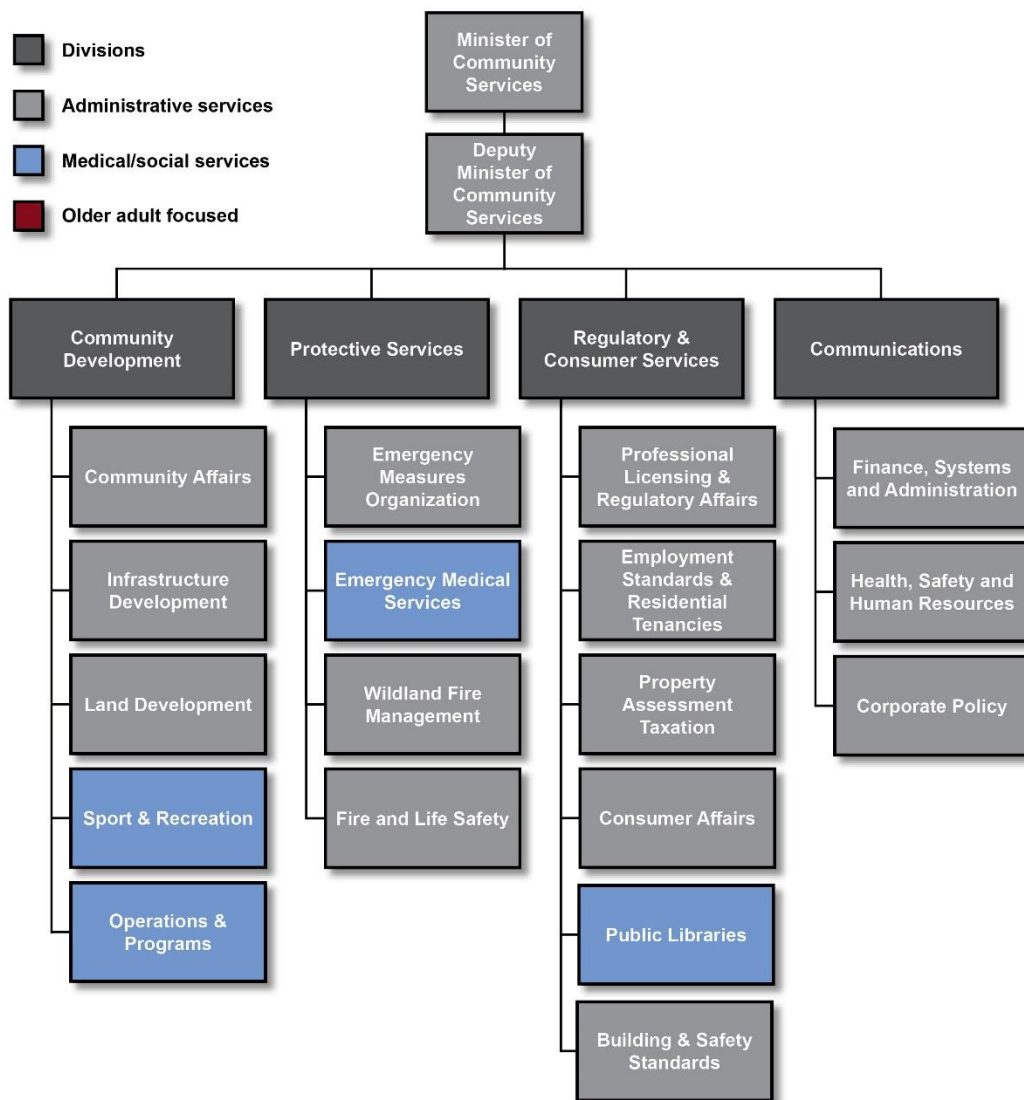 Divisions
Administrative services
Medical/social services
Older adult focused
Minister of
Community
Services
Deputy
Minister of
Community
Services
Community
Development
Protective Services
Regulatory &
Consumer Services
Communications
Community Affairs
Infrastructure
Development
Land Development
Sport & Recreation
Operations &
Programs
Emergency
Measures
Organization
Emergency Medical
Services
Wildland Fire
Management
Fire and Life Safety
Professional
Licensing &
Regulatory Affairs
Employment
Standards &
Residential
Tenancies
Property
Assessment
Taxation
Consumer Affairs
Public Libraries
Building & Safety
Standards
Finance, Systems
and Administration
Health, Safety and
Human Resources
Corporate Policy